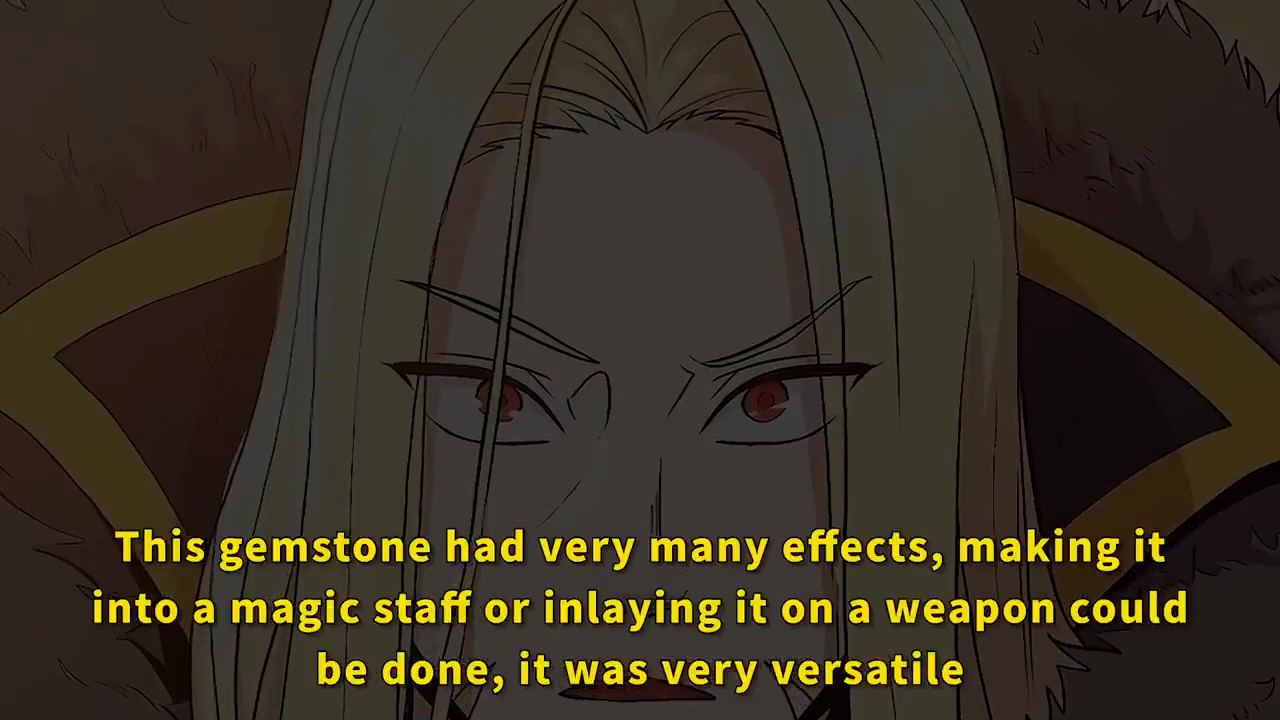 This gemstone had very many effects, making it
into a magic staff or inlaying it on a weapon could
be done, it was very versatile